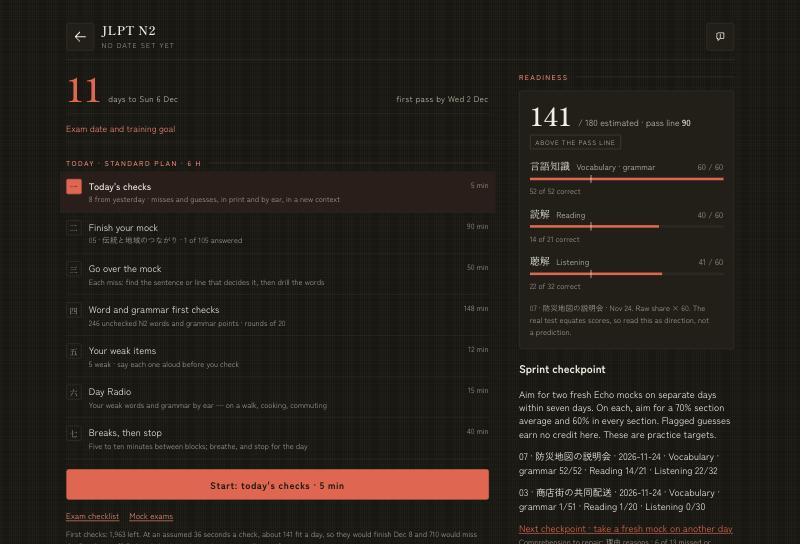 JLPT N2
NO DATE SET YET
11 days to Sun 6 Dec
first pass by Wed 2 Dec
Exam date and training goal
TODAY · STANDARD PLAN · 6 H
一 Today's checks 5 min
8 from yesterday · misses and guesses, in print and by ear, in a new context
二 Finish your mock 90 min
05 · 伝統と地域のつながり · 1 of 105 answered
三 Go over the mock 50 min
Each miss: find the sentence or line that decides it, then drill the words
四 Word and grammar first checks 148 min
246 unchecked N2 words and grammar points · rounds of 20
五 Your weak items 12 min
5 weak · say each one aloud before you check
六 Day Radio 15 min
Your weak words and grammar by ear — on a walk, cooking, commuting
七 Breaks, then stop 40 min
Five to ten minutes between blocks; breathe, and stop for the day
Start: today's checks · 5 min
Exam checklist Mock exams
First checks: 1,963 left. At an assumed 36 seconds a check, about 141 fit a day, so they would finish Dec 8 and 710 would miss
READINESS
141 / 180 estimated · pass line 90
ABOVE THE PASS LINE
言語知識 Vocabulary · grammar 60 / 60
52 of 52 correct
読解 Reading 40 / 60
14 of 21 correct
聴解 Listening 41 / 60
22 of 32 correct
07 · 防災地図の説明会 · Nov 24. Raw share × 60. The
real test equates scores, so read this as direction, not
a prediction.
Sprint checkpoint
Aim for two fresh Echo mocks on separate days
within seven days. On each, aim for a 70% section
average and 60% in every section. Flagged guesses
earn no credit here. These are practice targets.
07 · 防災地図の説明会 · 2026-11-24 · Vocabulary ·
grammar 52/52 · Reading 14/21 · Listening 22/32
03 · 商店街の共同配送 · 2026-11-24 · Vocabulary ·
grammar 1/51 · Reading 1/20 · Listening 0/30
Next checkpoint · take a fresh mock on another day
Comprehension to repair: 理由 reasons · 6 of 13 missed or